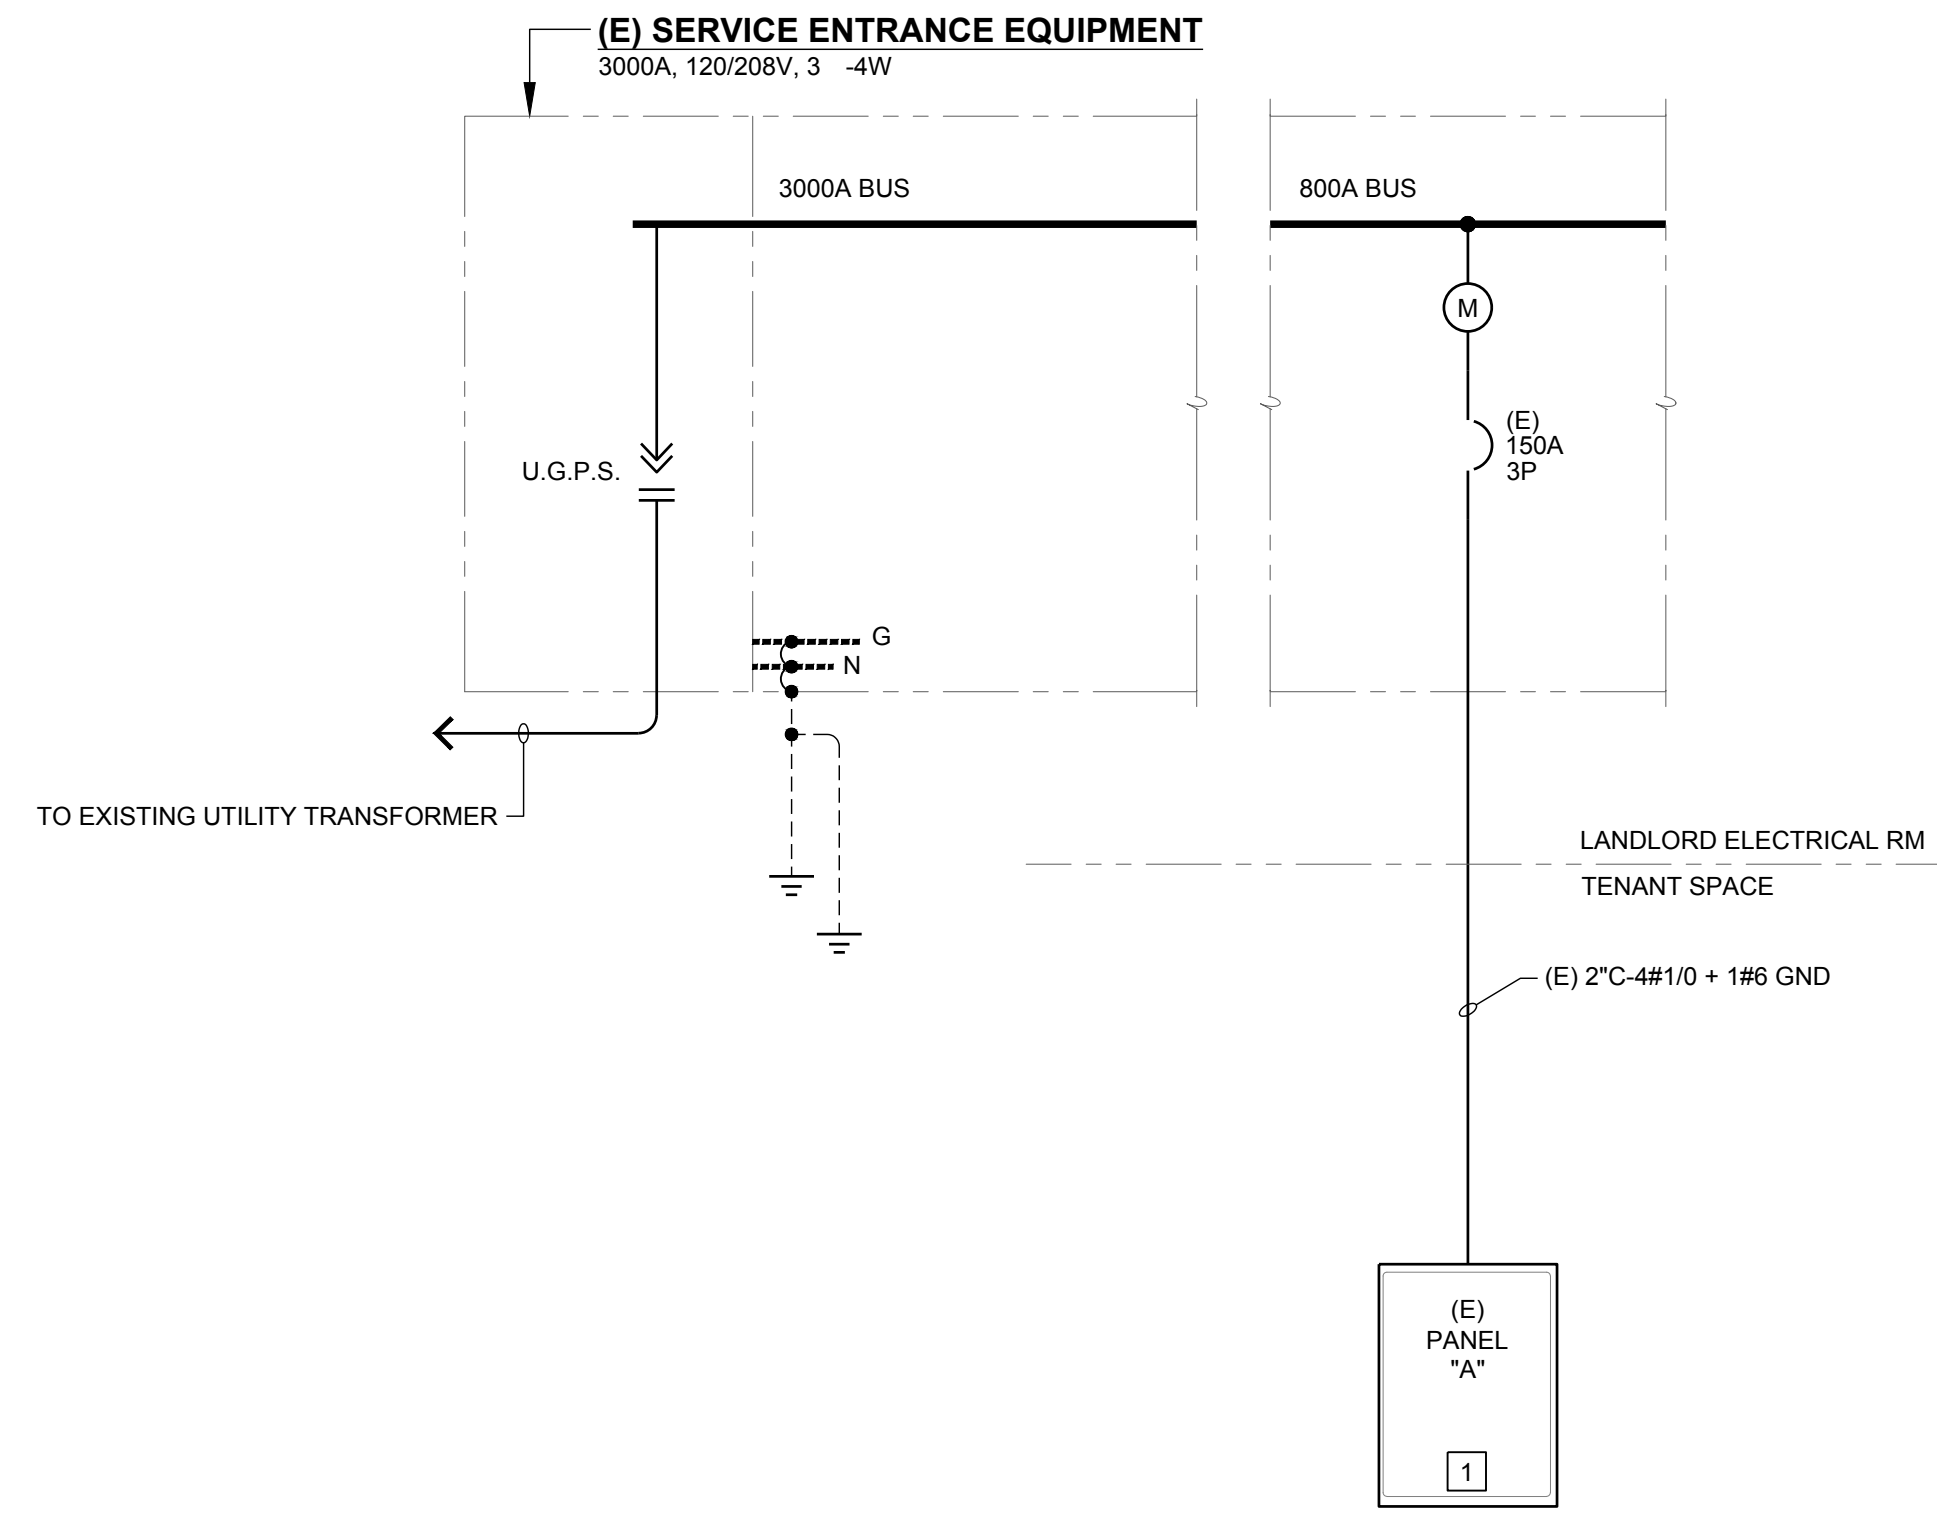 (E) SERVICE ENTRANCE EQUIPMENT
3000A, 120/208V, 3 -4W
3000A BUS
800A BUS
M
(E)
150A
3P
U.G.P.S.
G
N
TO EXISTING UTILITY TRANSFORMER
LANDLORD ELECTRICAL RM
TENANT SPACE
(E) 2"C-4#1/0 + 1#6 GND
(E)
PANEL
"A"
1